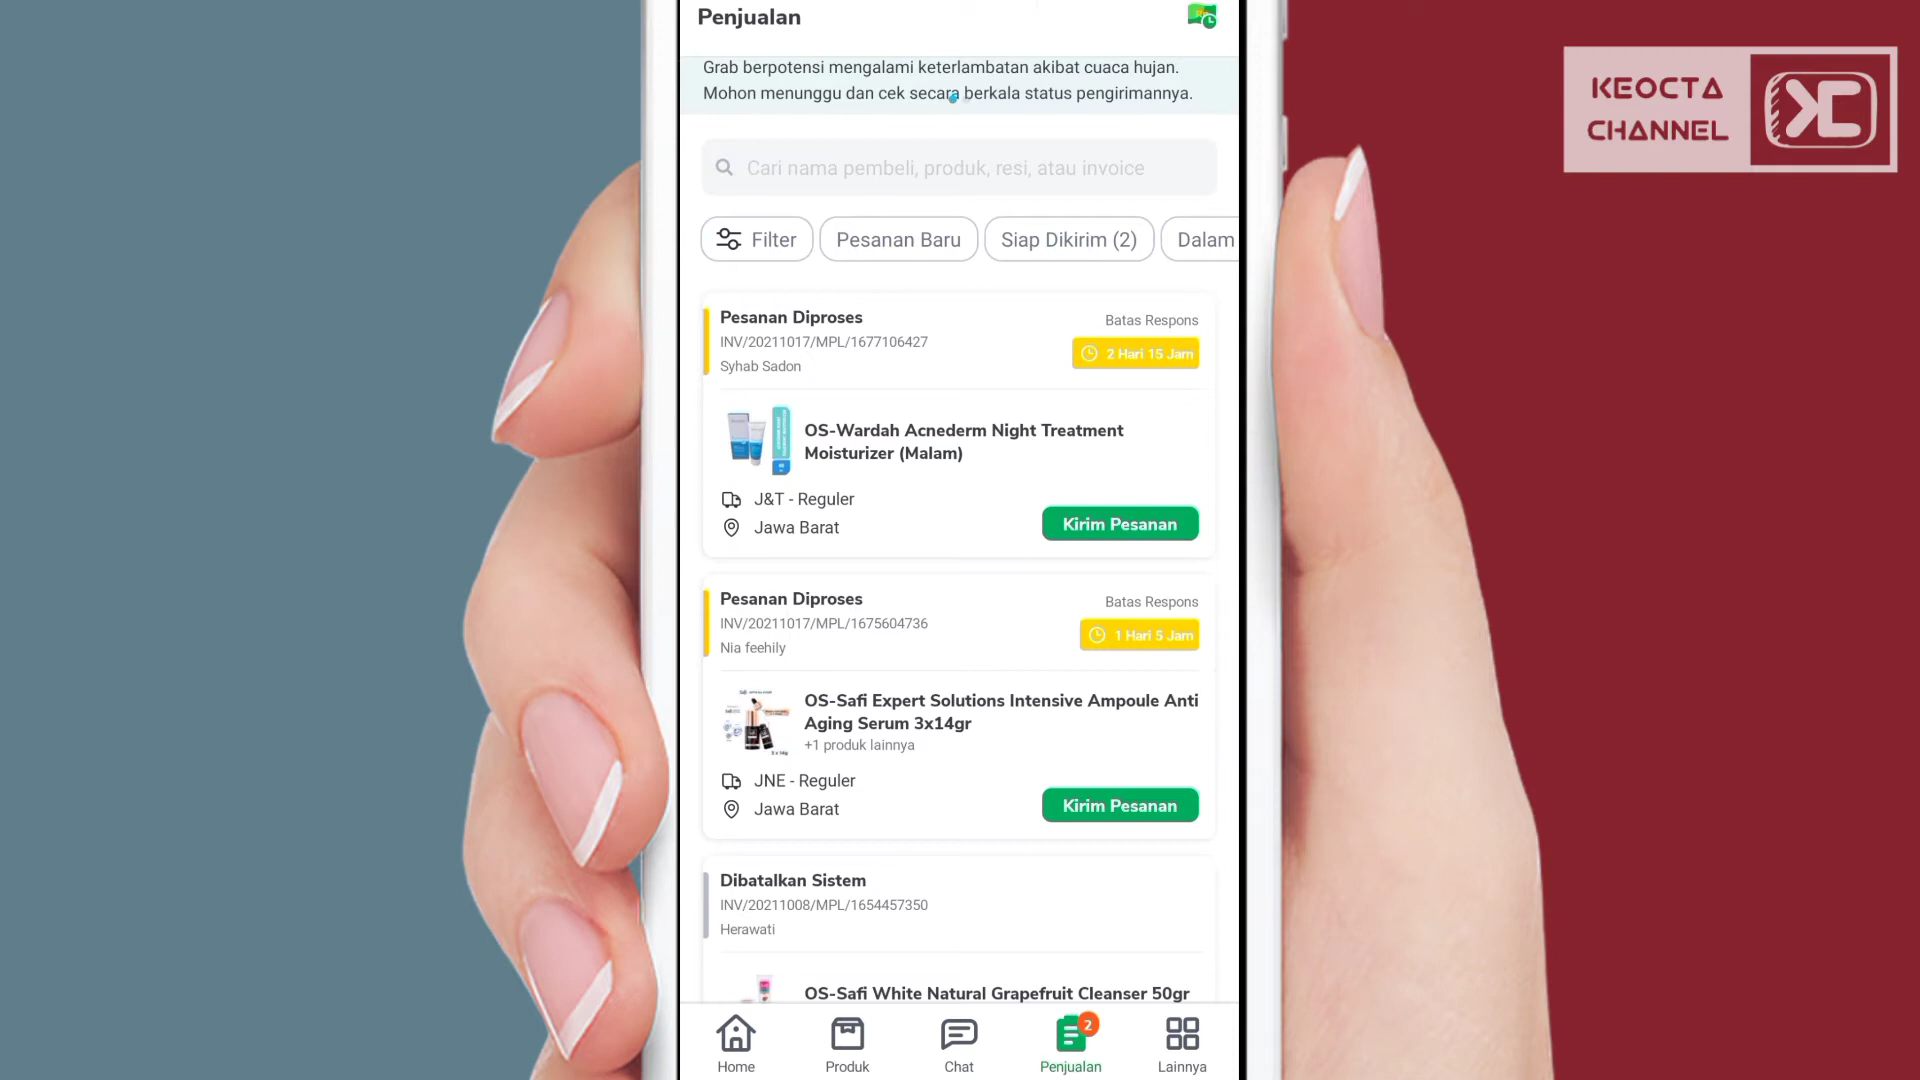 Penjualan
Grab berpotensi mengalami keterlambatan akibat cuaca hujan.
Mohon menunggu dan cek secara berkala status pengirimannya.
KEOCTA
CHANNEL
KC
Cari nama pembeli, produk, resi, atau invoice
Filter
Pesanan Baru
Siap Dikirim (2)
Dalam
Pesanan Diproses
Batas Respons
INV/20211017/MPL/1677106427
2 Hari 15 Jam
Syhab Sadon
OS-Wardah Acnederm Night Treatment
Moisturizer (Malam)
J&T - Reguler
Jawa Barat
Kirim Pesanan
Pesanan Diproses
Batas Respons
INV/20211017/MPL/1675604736
1 Hari 5 Jam
Nia feehily
OS-Safi Expert Solutions Intensive Ampoule Anti
Aging Serum 3x14gr
+1 produk lainnya
JNE - Reguler
Jawa Barat
Kirim Pesanan
Dibatalkan Sistem
INV/20211008/MPL/1654457350
Herawati
OS-Safi White Natural Grapefruit Cleanser 50gr
2
Home
Produk
Chat
Penjualan
Lainnya